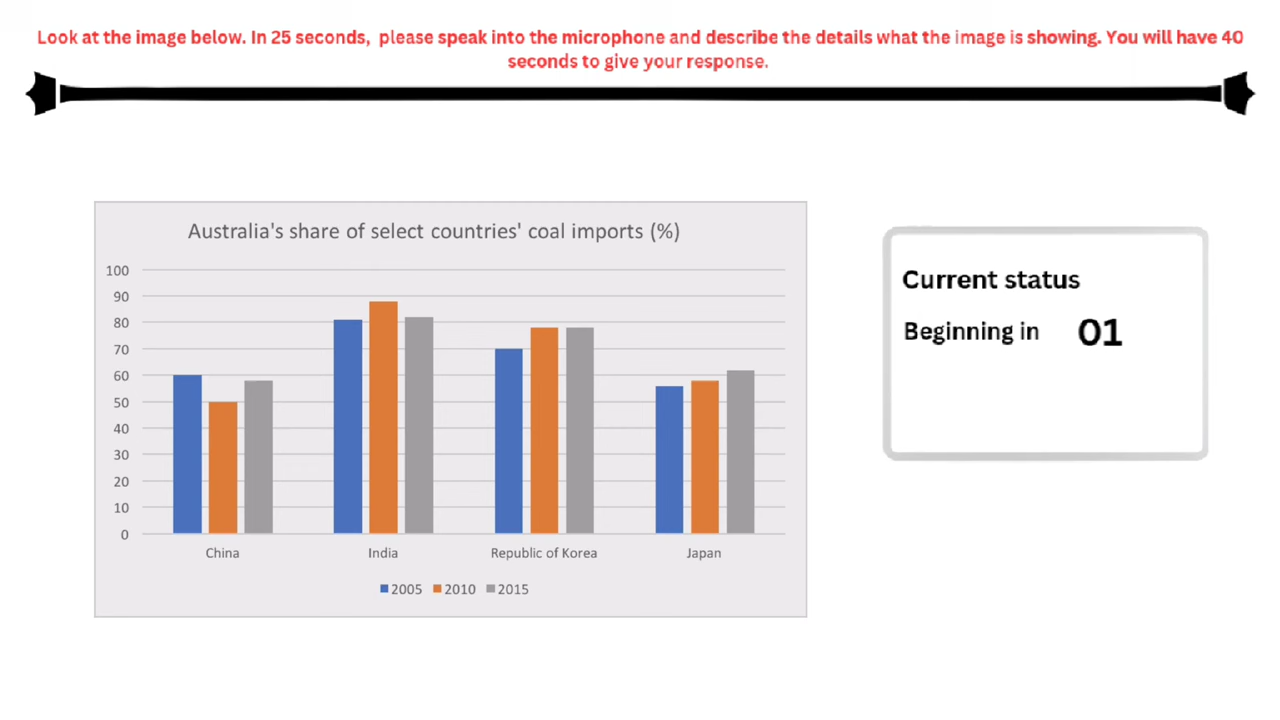 Look at the image below. In 25 seconds, please speak into the microphone and describe the details what the image is showing. You will have 40
seconds to give your response.
Australia's share of select countries' coal imports (%)
100
90
80
70
60
50
40
30
20
10
0
China India Republic of Korea Japan
2005 2010 2015
Current status
Beginning in 01